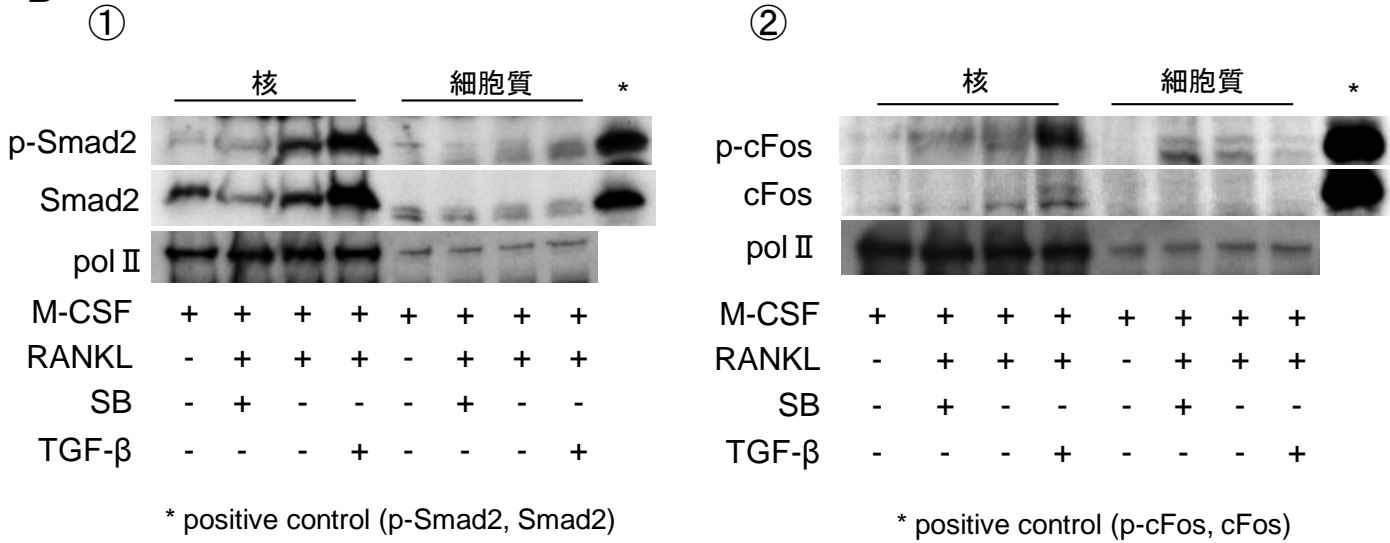 ① ②
核 細胞質 * 核 細胞質 *
p-Smad2 p-cFos
Smad2 cFos
pol Ⅱ pol Ⅱ
M-CSF + + + + + + + + M-CSF + + + + + + + +
RANKL - + + + - + + + RANKL - + + + - + + +
SB - + - - - + - - SB - + - - - + - -
TGF-β - - - + - - - + TGF-β - - - + - - - +
* positive control (p-Smad2, Smad2) * positive control (p-cFos, cFos)